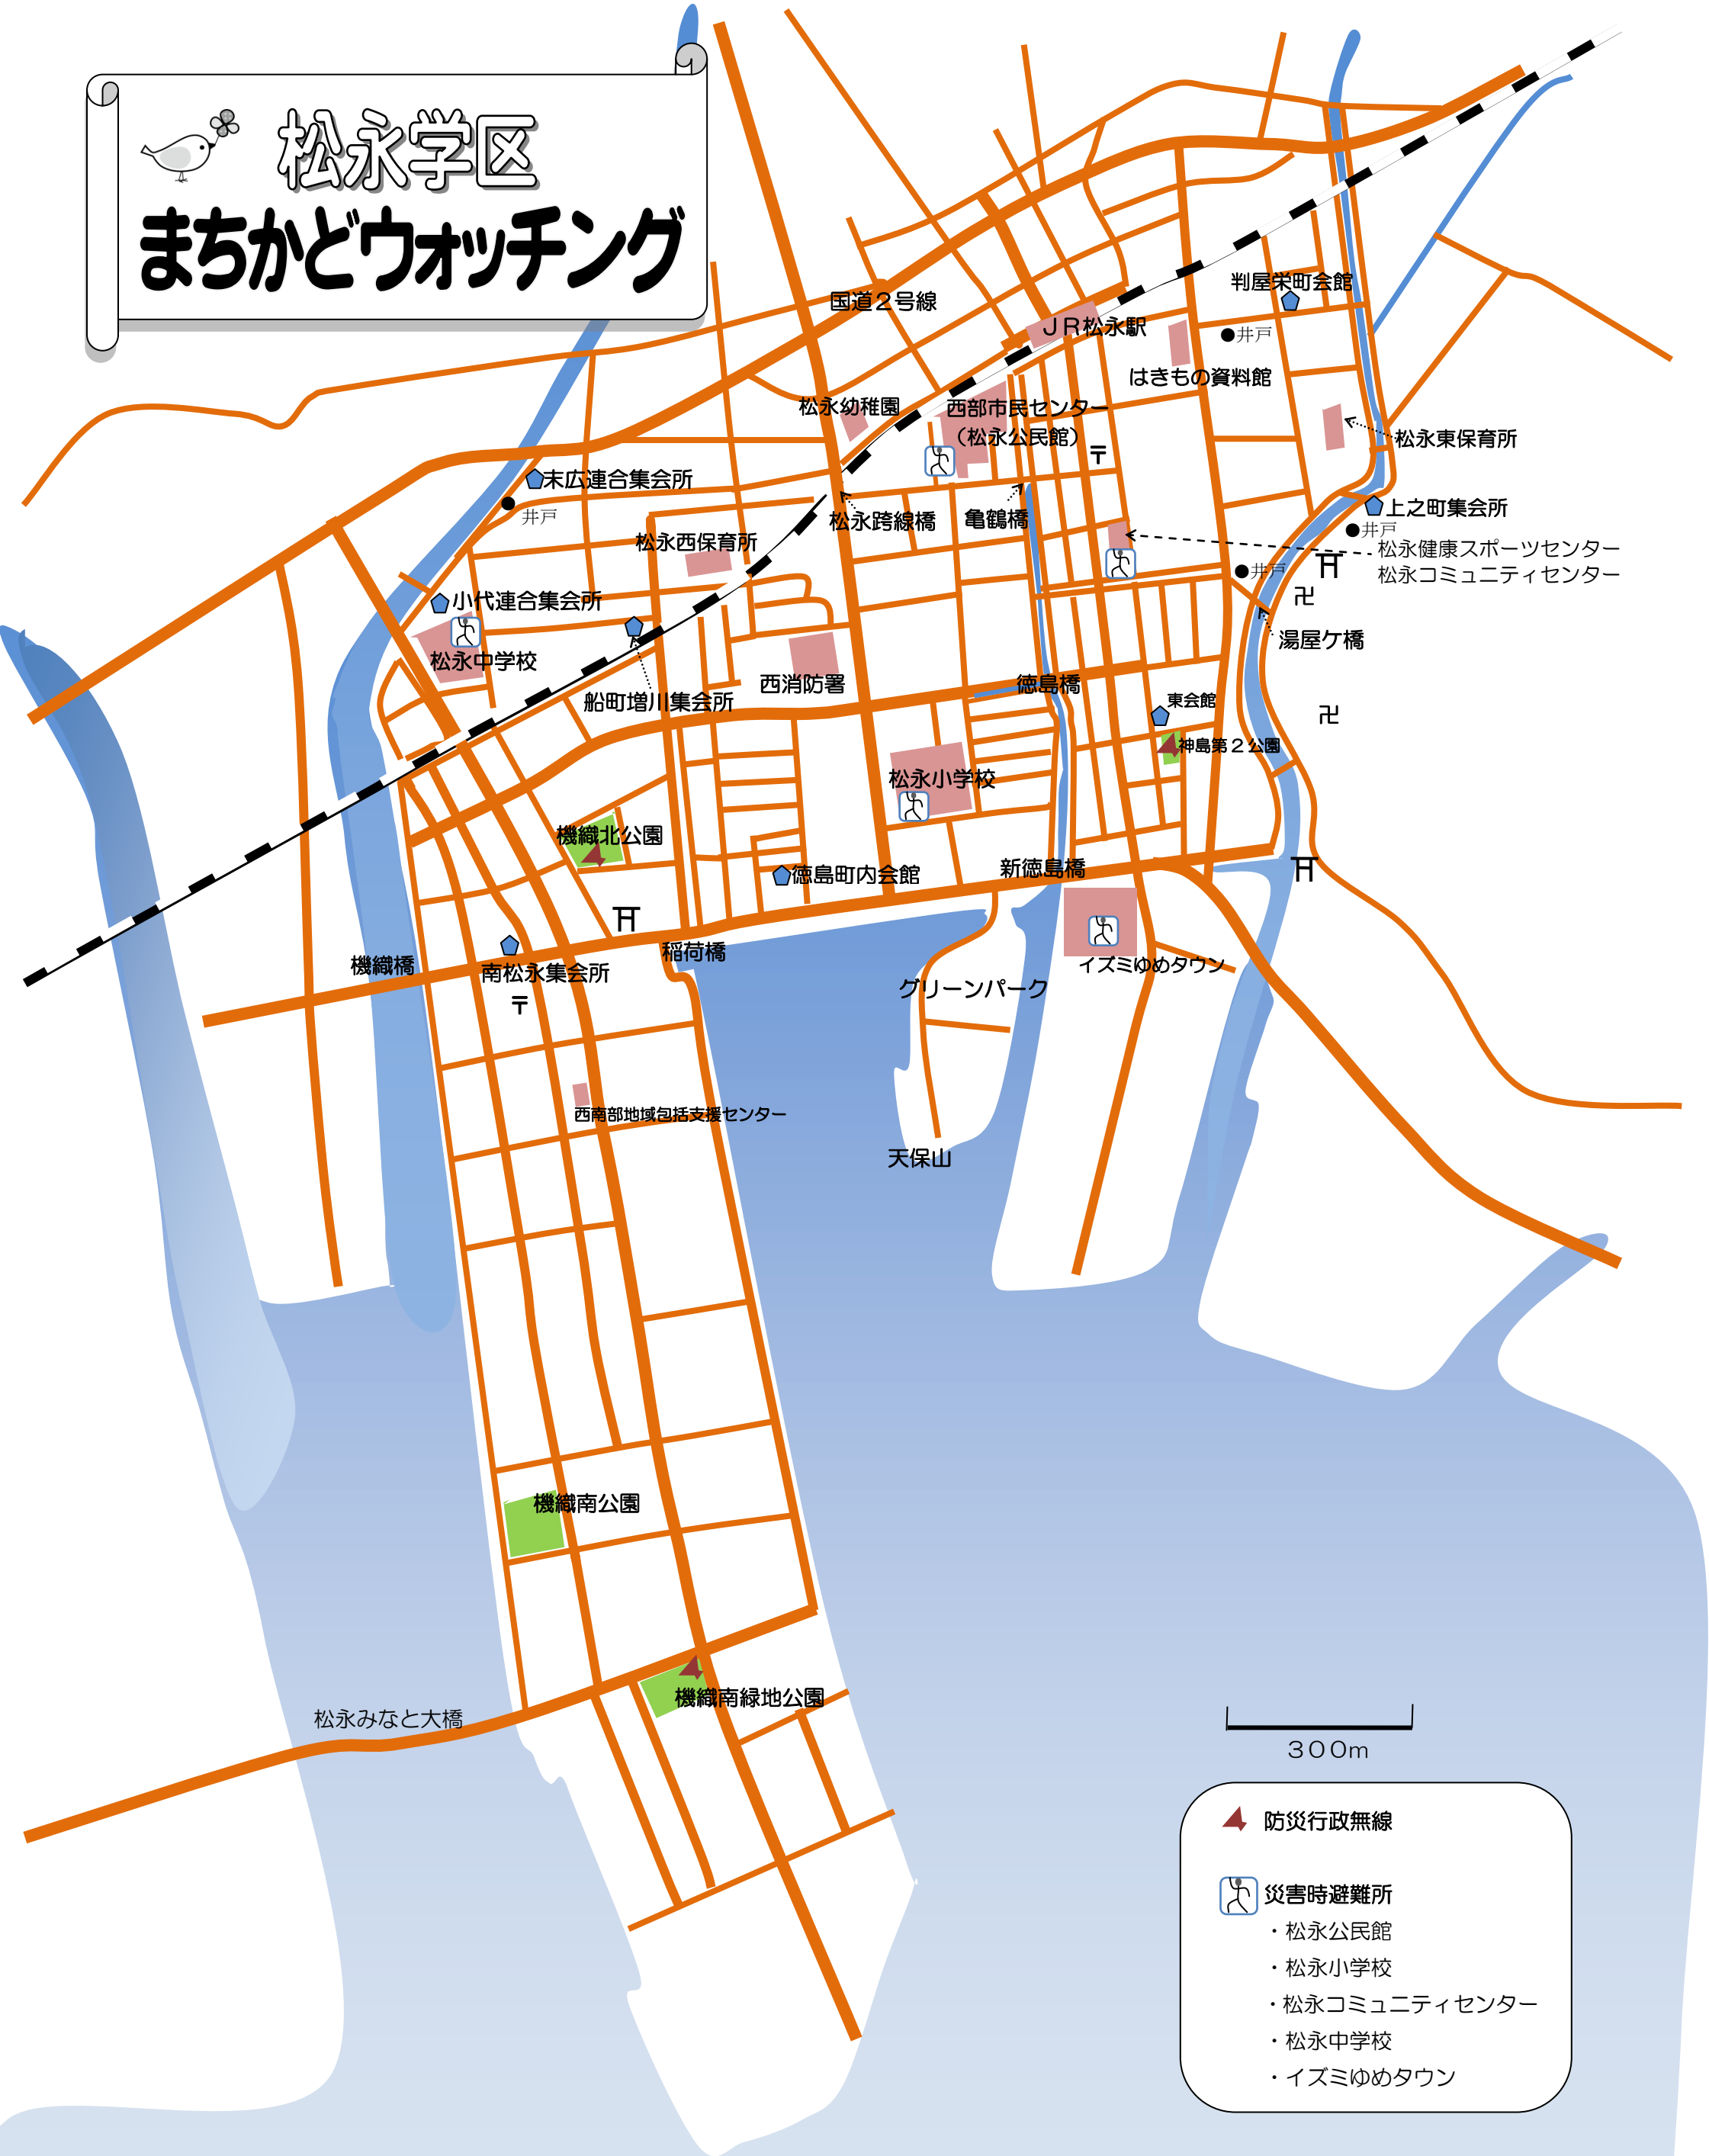 松永学区
まちかどウォッチング
国道２号線
判屋栄町会館
井戸
ＪＲ松永駅
はきもの資料館
松永幼稚園
西部市民センター
（松永公民館）
〒
松永東保育所
末広連合集会所
井戸
松永跨線橋
亀鶴橋
上之町集会所
井戸
松永西保育所
松永健康スポーツセンター
松永コミュニティセンター
井戸
卍
小代連合集会所
湯屋ケ橋
松永中学校
西消防署
徳島橋
船町増川集会所
東会館
卍
神島第２公園
松永小学校
機織北公園
徳島町内会館
新徳島橋
稲荷橋
機織橋
南松永集会所
イズミゆめタウン
〒
グリーンパーク
西南部地域包括支援センター
天保山
機織南公園
機織南緑地公園
松永みなと大橋
３００m
防災行政無線
災害時避難所
・松永公民館
・松永小学校
・松永コミュニティセンター
・松永中学校
・イズミゆめタウン